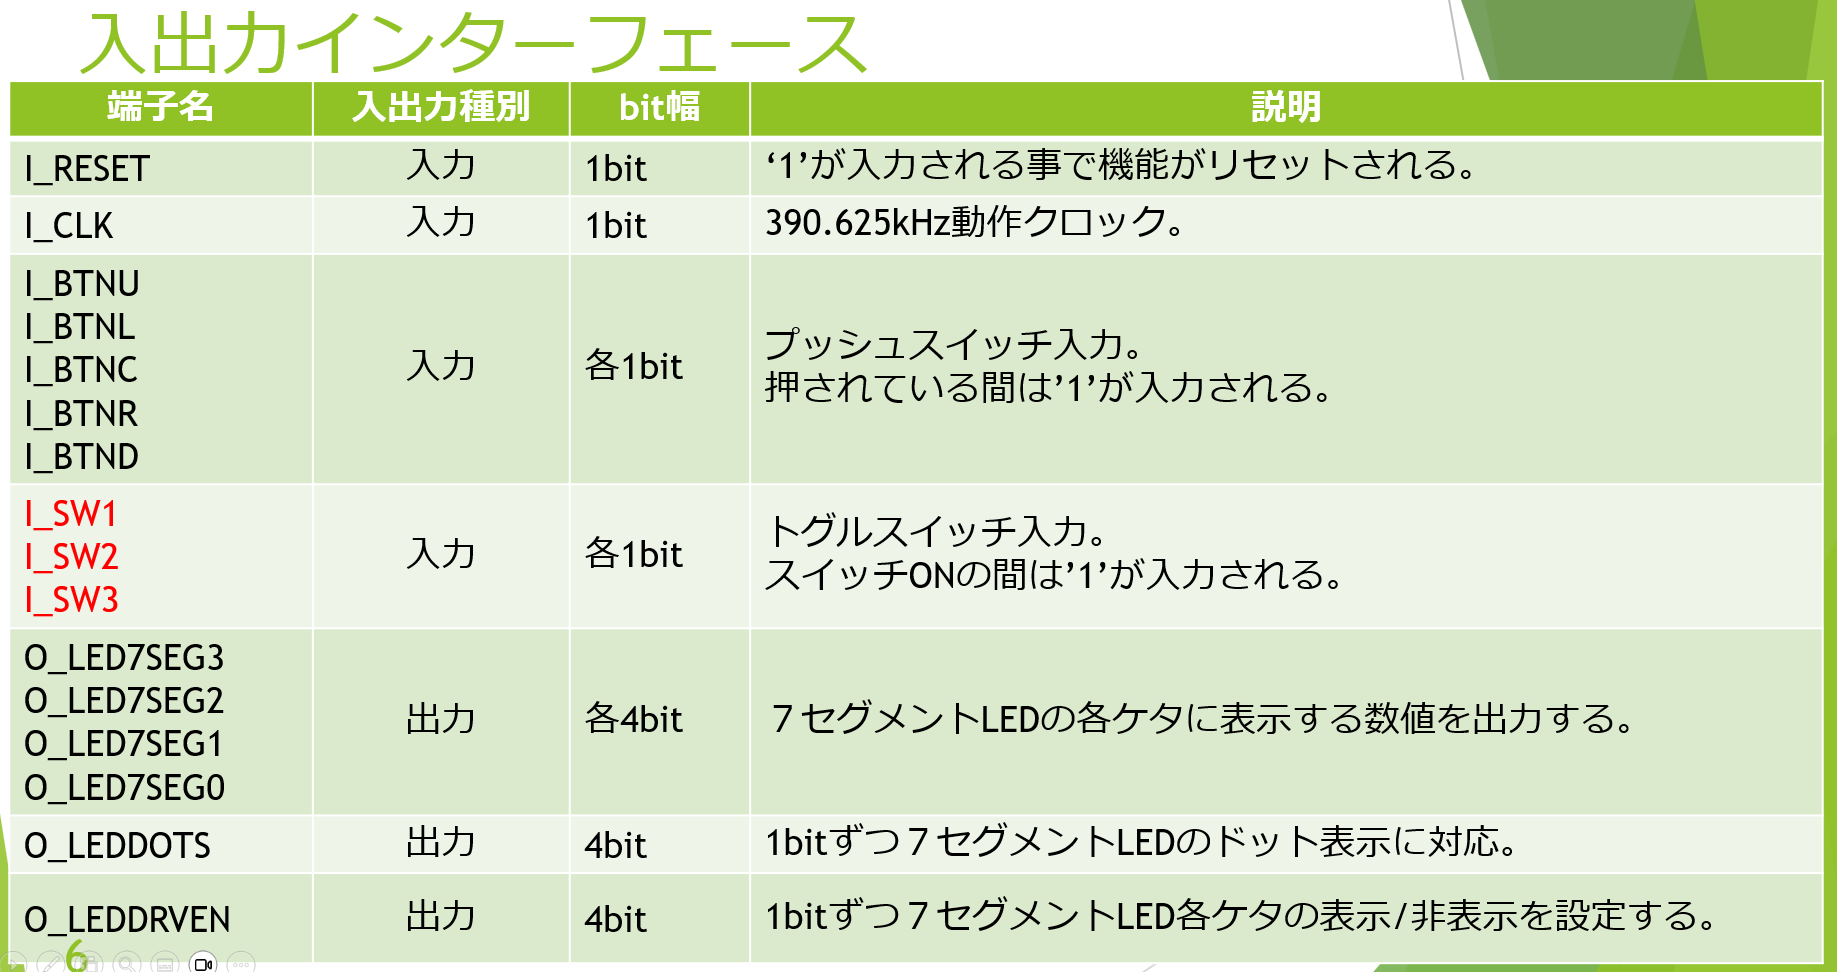 入出力インターフェース
端子名 入出力種別 bit幅 説明
I_RESET 入力 1bit ‘1’が入力される事で機能がリセットされる。
I_CLK 入力 1bit 390.625kHz動作クロック。
I_BTNU
I_BTNL
I_BTNC
I_BTNR
I_BTND
入力
各1bit
プッシュスイッチ入力。
押されている間は’1’が入力される。
I_SW1
I_SW2
I_SW3
入力
各1bit
トグルスイッチ入力。
スイッチONの間は’1’が入力される。
O_LED7SEG3
O_LED7SEG2
O_LED7SEG1
O_LED7SEG0
出力
各4bit
７セグメントLEDの各ケタに表示する数値を出力する。
O_LEDDOTS 出力 4bit 1bitずつ７セグメントLEDのドット表示に対応。
O_LEDDRVEN 出力 4bit 1bitずつ７セグメントLED各ケタの表示/非表示を設定する。
6